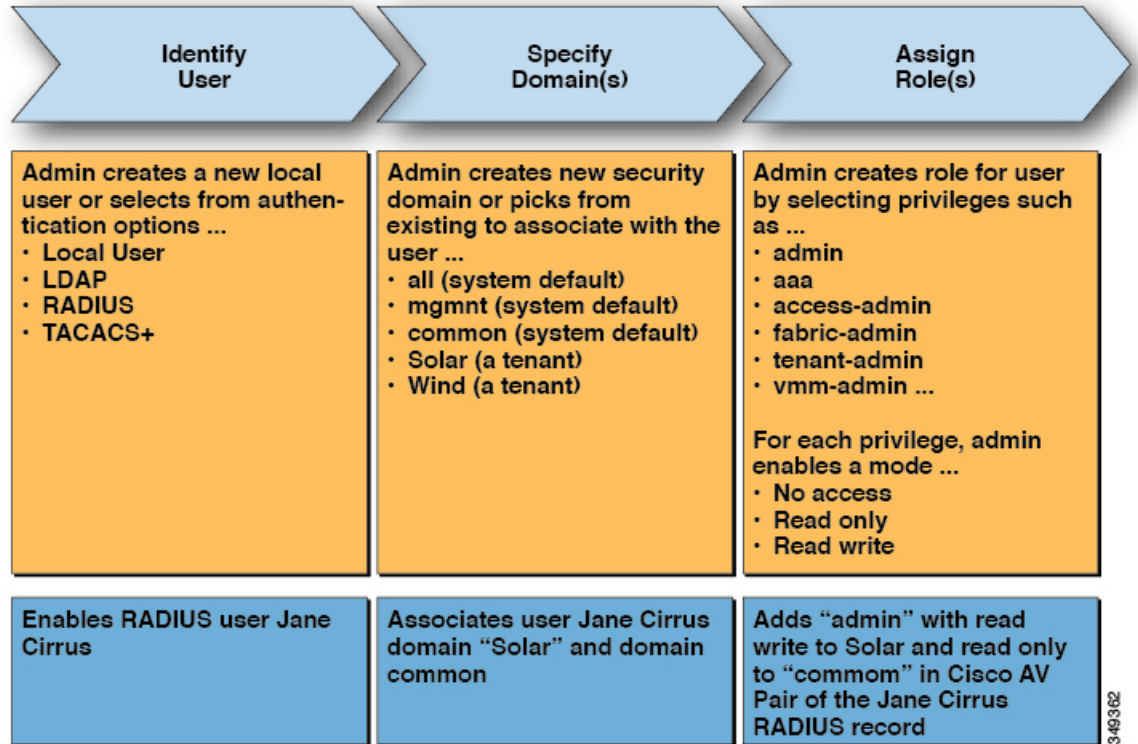 Identify
User
Specify
Domain(s)
Assign
Role(s)
Admin creates a new local
user or selects from authen-
tication options ...
• Local User
• LDAP
• RADIUS
• TACACS+
Admin creates new security
domain or picks from
existing to associate with the
user ...
• all (system default)
• mgmnt (system default)
• common (system default)
• Solar (a tenant)
• Wind (a tenant)
Admin creates role for user
by selecting privileges such
as ...
• admin
• aaa
• access-admin
• fabric-admin
• tenant-admin
• vmm-admin ...
For each privilege, admin
enables a mode ...
• No access
• Read only
• Read write
Enables RADIUS user Jane
Cirrus
Associates user Jane Cirrus
domain “Solar” and domain
common
Adds “admin” with read
write to Solar and read only
to “commom” in Cisco AV
Pair of the Jane Cirrus
RADIUS record
349362